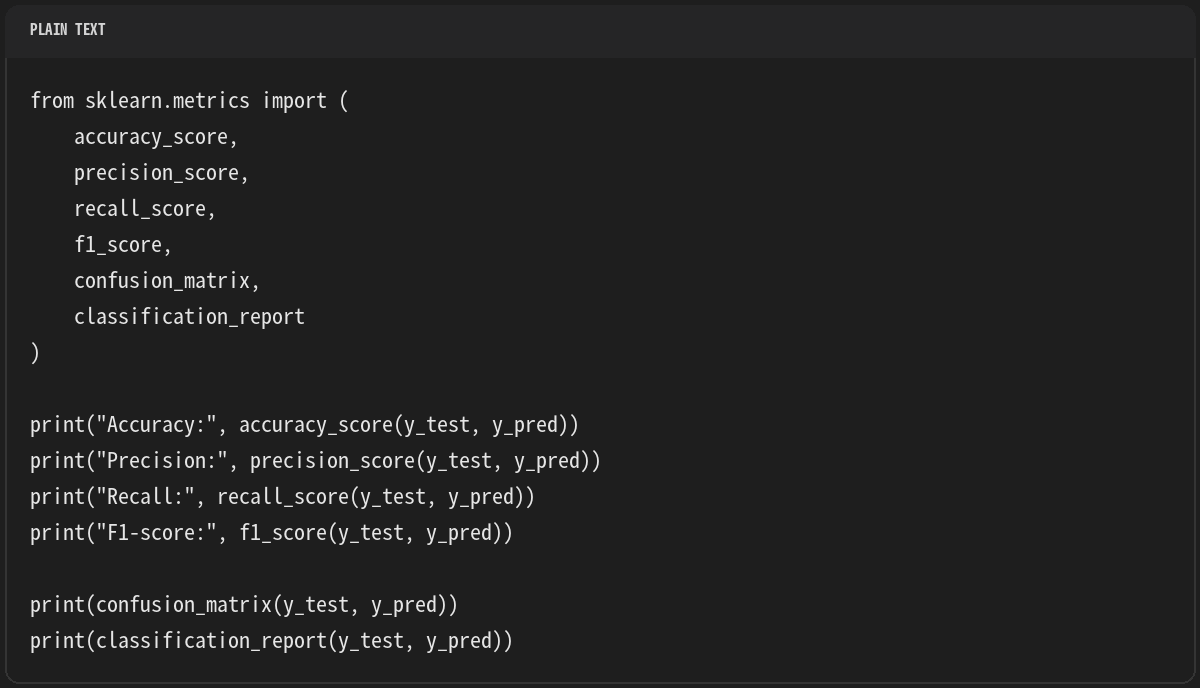 PLAIN TEXT
from sklearn.metrics import (
    accuracy_score,
    precision_score,
    recall_score,
    f1_score,
    confusion_matrix,
    classification_report
)

print("Accuracy:", accuracy_score(y_test, y_pred))
print("Precision:", precision_score(y_test, y_pred))
print("Recall:", recall_score(y_test, y_pred))
print("F1-score:", f1_score(y_test, y_pred))

print(confusion_matrix(y_test, y_pred))
print(classification_report(y_test, y_pred))